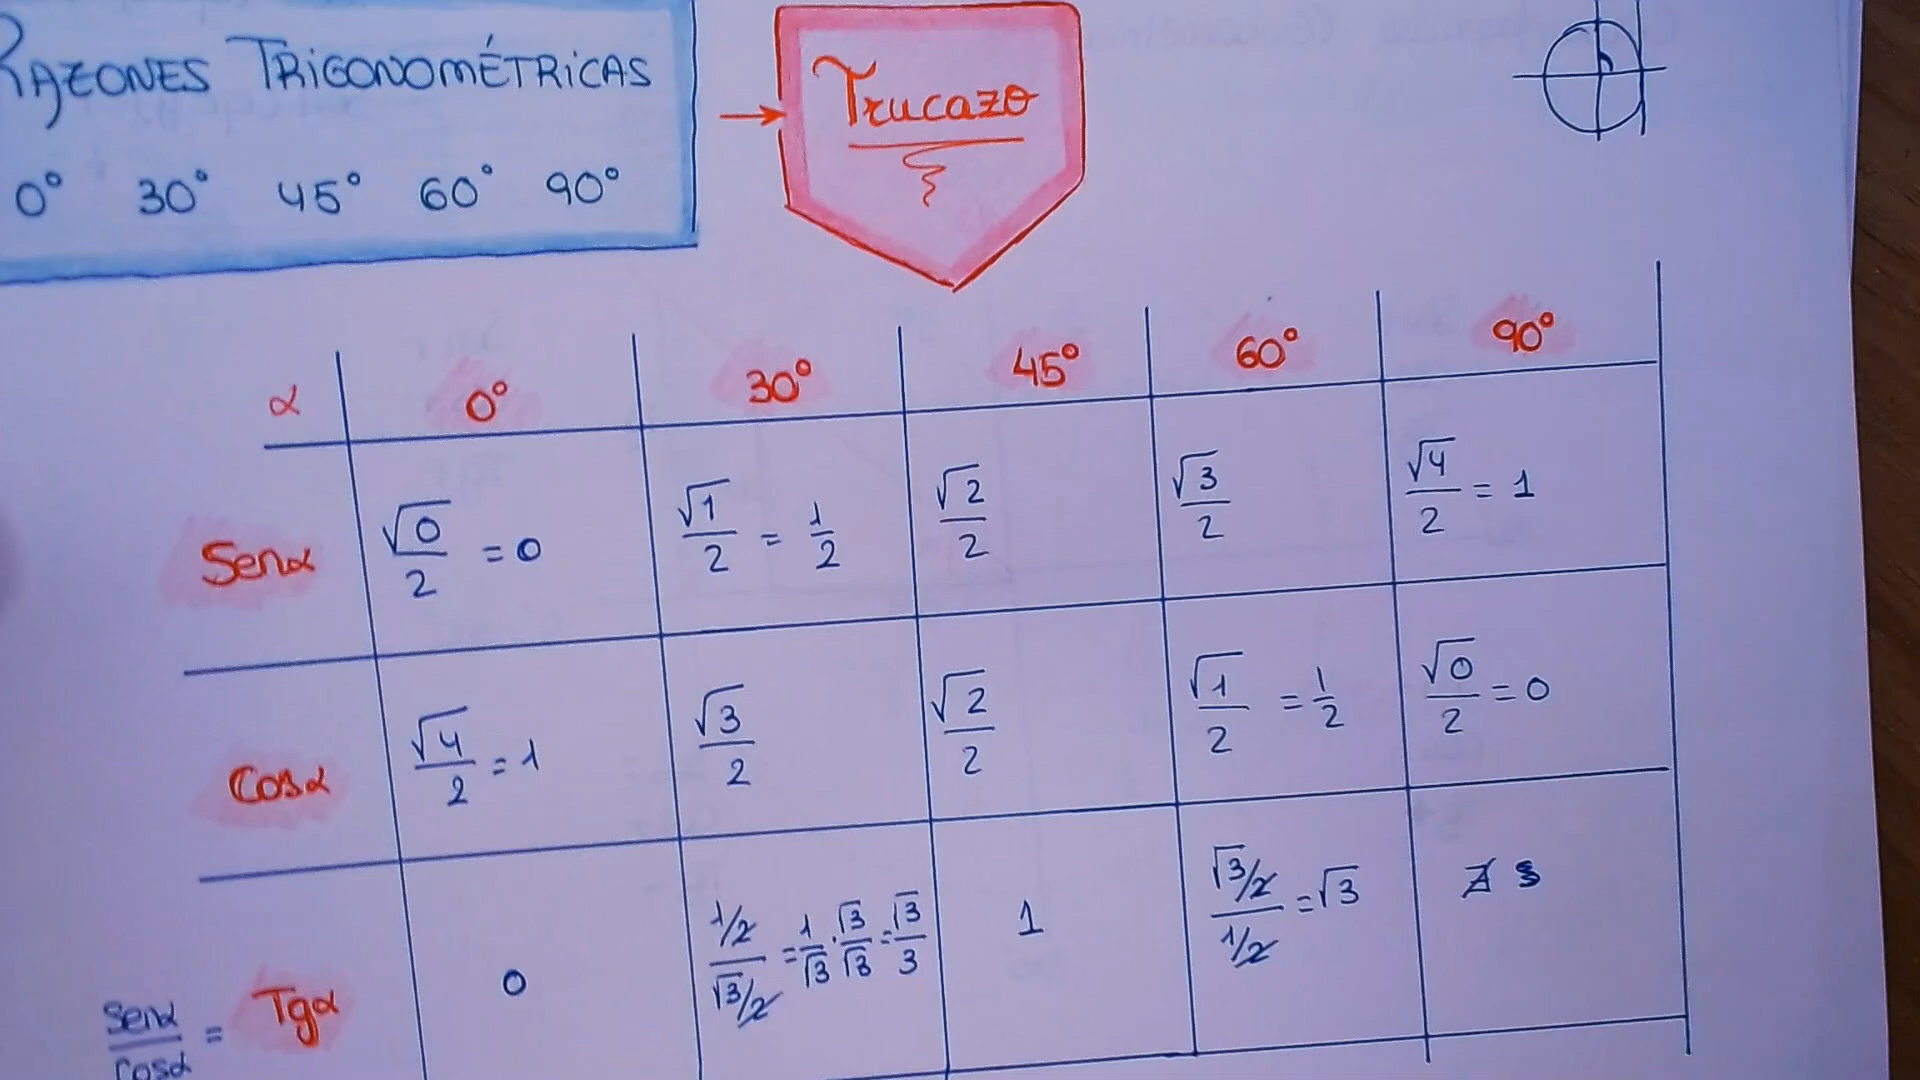 RAZONES TRIGONOMÉTRICAS
0° 30° 45° 60° 90°
Trucazo
α 0° 30° 45° 60° 90°
Senα √0/2 = 0 √1/2 = 1/2 √2/2 √3/2 √4/2 = 1
Cosα √4/2 = 1 √3/2 √2/2 √1/2 = 1/2 √0/2 = 0
senα/cosα = Tgα 0 (1/2)/(√3/2) = 1/√3 · √3/√3 = √3/3 1 (√3/2)/(1/2) = √3